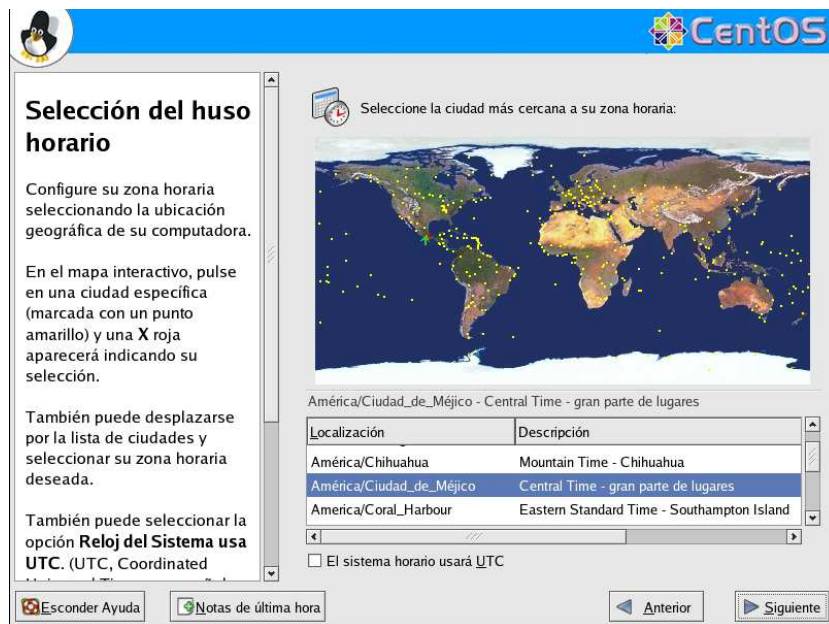 CentOS
Selección del huso
horario
Configure su zona horaria
seleccionando la ubicación
geográfica de su computadora.
En el mapa interactivo, pulse
en una ciudad específica
(marcada con un punto
amarillo) y una X roja
aparecerá indicando su
selección.
También puede desplazarse
por la lista de ciudades y
seleccionar su zona horaria
deseada.
También puede seleccionar la
opción Reloj del Sistema usa
UTC. (UTC, Coordinated
Seleccione la ciudad más cercana a su zona horaria:
América/Ciudad_de_Méjico - Central Time - gran parte de lugares
Localización Descripción
América/Chihuahua Mountain Time - Chihuahua
América/Ciudad_de_Méjico Central Time - gran parte de lugares
America/Coral_Harbour Eastern Standard Time - Southampton Island
El sistema horario usará UTC
Esconder Ayuda Notas de última hora Anterior Siguiente